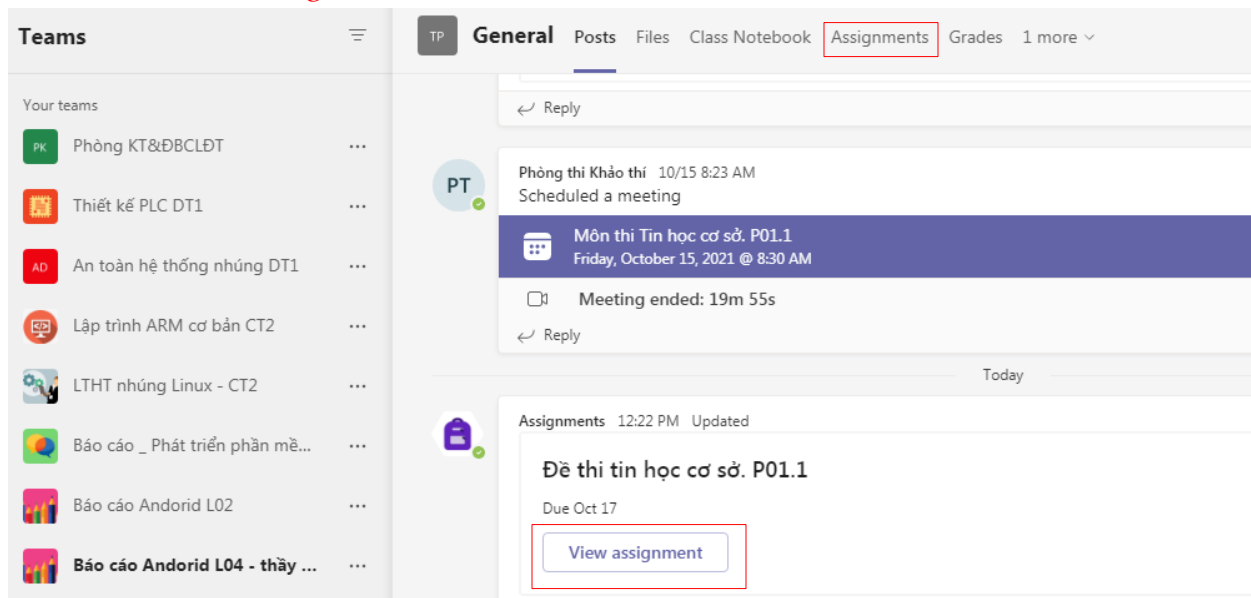 Teams
Your teams
PK Phòng KT&ĐBCLĐT ...
Thiết kế PLC DT1 ...
AD An toàn hệ thống nhúng DT1 ...
Lập trình ARM cơ bản CT2 ...
LTHT nhúng Linux - CT2 ...
Báo cáo _ Phát triển phần mề... ...
Báo cáo Andorid L02 ...
Báo cáo Andorid L04 - thầy ... ...
TP General Posts Files Class Notebook Assignments Grades 1 more
Reply
PT
Phòng thi Khảo thí 10/15 8:23 AM
Scheduled a meeting
Môn thi Tin học cơ sở. P01.1
Friday, October 15, 2021 @ 8:30 AM
Meeting ended: 19m 55s
Reply
Today
Assignments 12:22 PM Updated
Đề thi tin học cơ sở. P01.1
Due Oct 17
View assignment